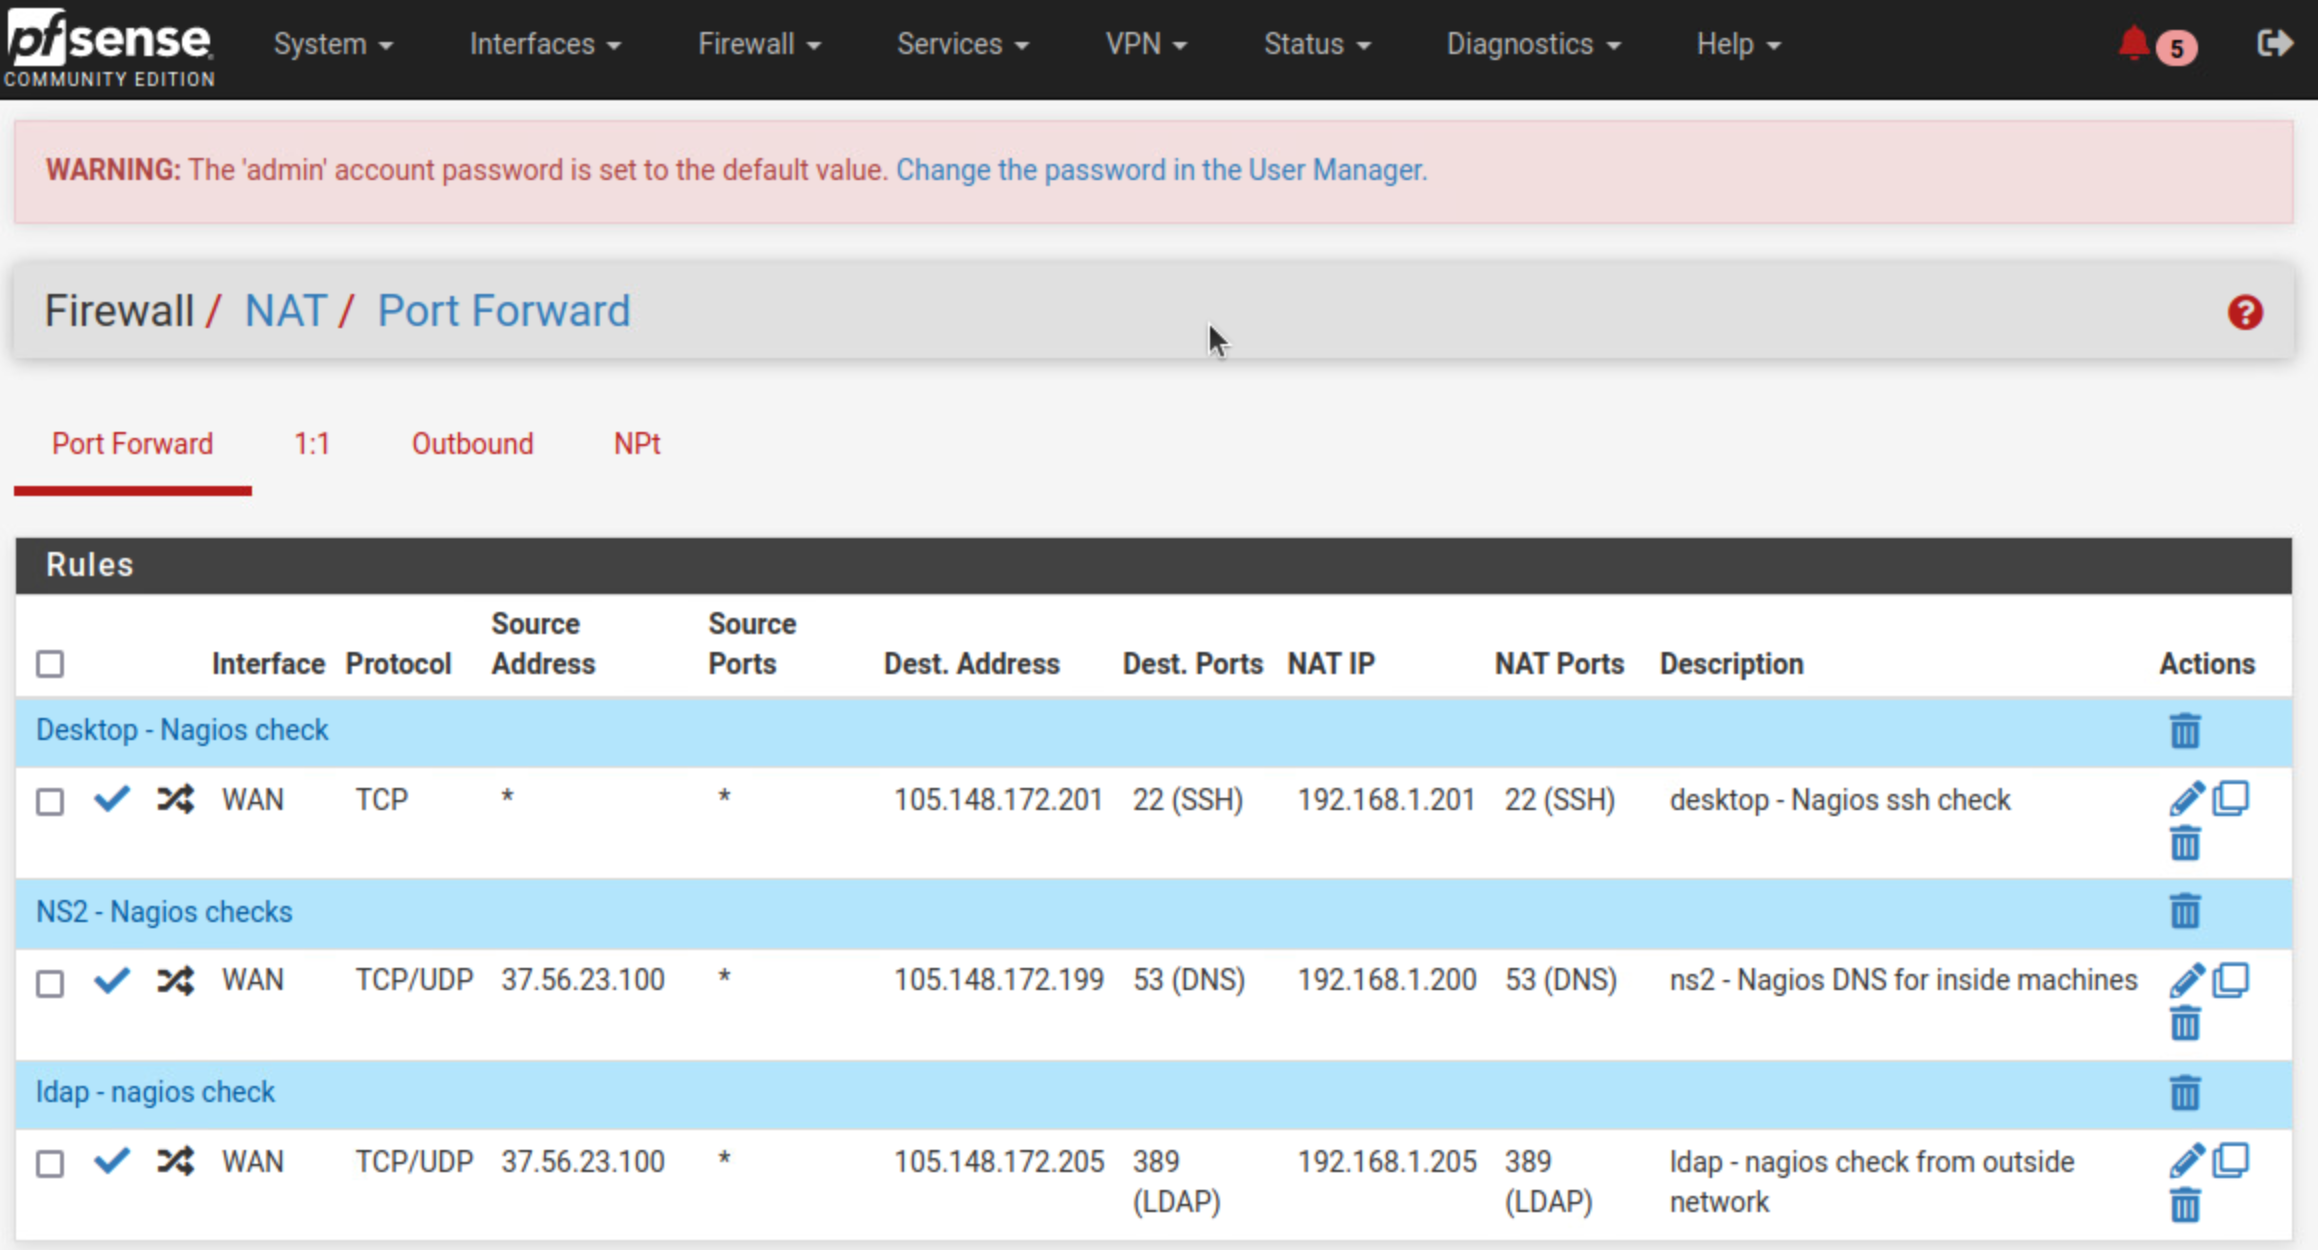 pfsense
COMMUNITY EDITION
System Interfaces Firewall Services VPN Status Diagnostics Help 5
WARNING: The 'admin' account password is set to the default value. Change the password in the User Manager.
Firewall / NAT / Port Forward ?
Port Forward 1:1 Outbound NPt
Rules
Interface Protocol Source Address Source Ports Dest. Address Dest. Ports NAT IP NAT Ports Description Actions
Desktop - Nagios check
WAN TCP * * 105.148.172.201 22 (SSH) 192.168.1.201 22 (SSH) desktop - Nagios ssh check
NS2 - Nagios checks
WAN TCP/UDP 37.56.23.100 * 105.148.172.199 53 (DNS) 192.168.1.200 53 (DNS) ns2 - Nagios DNS for inside machines
ldap - nagios check
WAN TCP/UDP 37.56.23.100 * 105.148.172.205 389 (LDAP) 192.168.1.205 389 (LDAP) ldap - nagios check from outside network